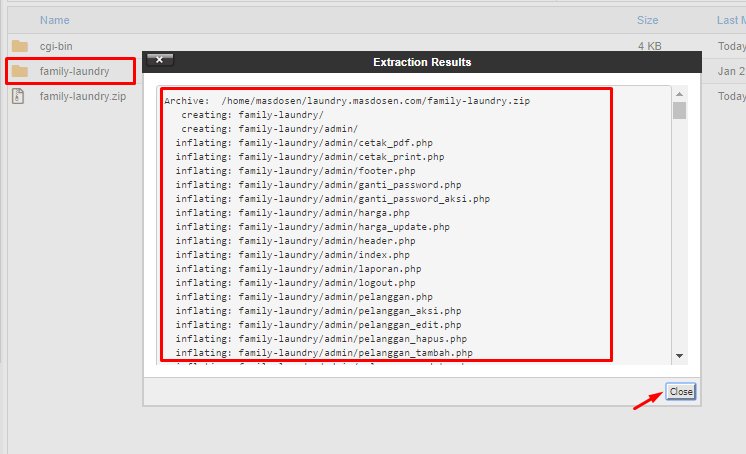 Name Size Last M
cgi-bin 4 KB Today
family-laundry Jan 2
family-laundry.zip Today
Extraction Results
Archive:  /home/masdosen/laundry.masdosen.com/family-laundry.zip
creating: family-laundry/
creating: family-laundry/admin/
inflating: family-laundry/admin/cetak_pdf.php
inflating: family-laundry/admin/cetak_print.php
inflating: family-laundry/admin/footer.php
inflating: family-laundry/admin/ganti_password.php
inflating: family-laundry/admin/ganti_password_aksi.php
inflating: family-laundry/admin/harga.php
inflating: family-laundry/admin/harga_update.php
inflating: family-laundry/admin/header.php
inflating: family-laundry/admin/index.php
inflating: family-laundry/admin/laporan.php
inflating: family-laundry/admin/logout.php
inflating: family-laundry/admin/pelanggan.php
inflating: family-laundry/admin/pelanggan_aksi.php
inflating: family-laundry/admin/pelanggan_edit.php
inflating: family-laundry/admin/pelanggan_hapus.php
inflating: family-laundry/admin/pelanggan_tambah.php
Close